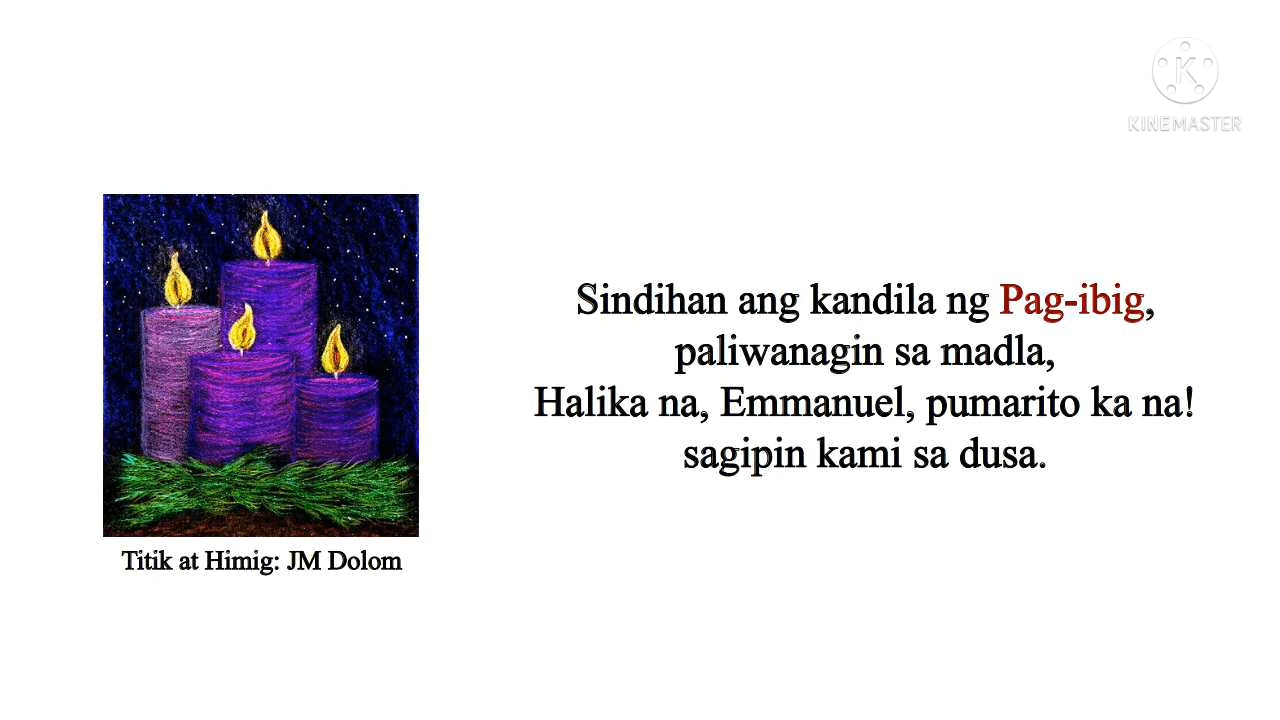 KINEMASTER
Sindihan ang kandila ng Pag-ibig,
paliwanagin sa madla,
Halika na, Emmanuel, pumarito ka na!
sagipin kami sa dusa.
Titik at Himig: JM Dolom